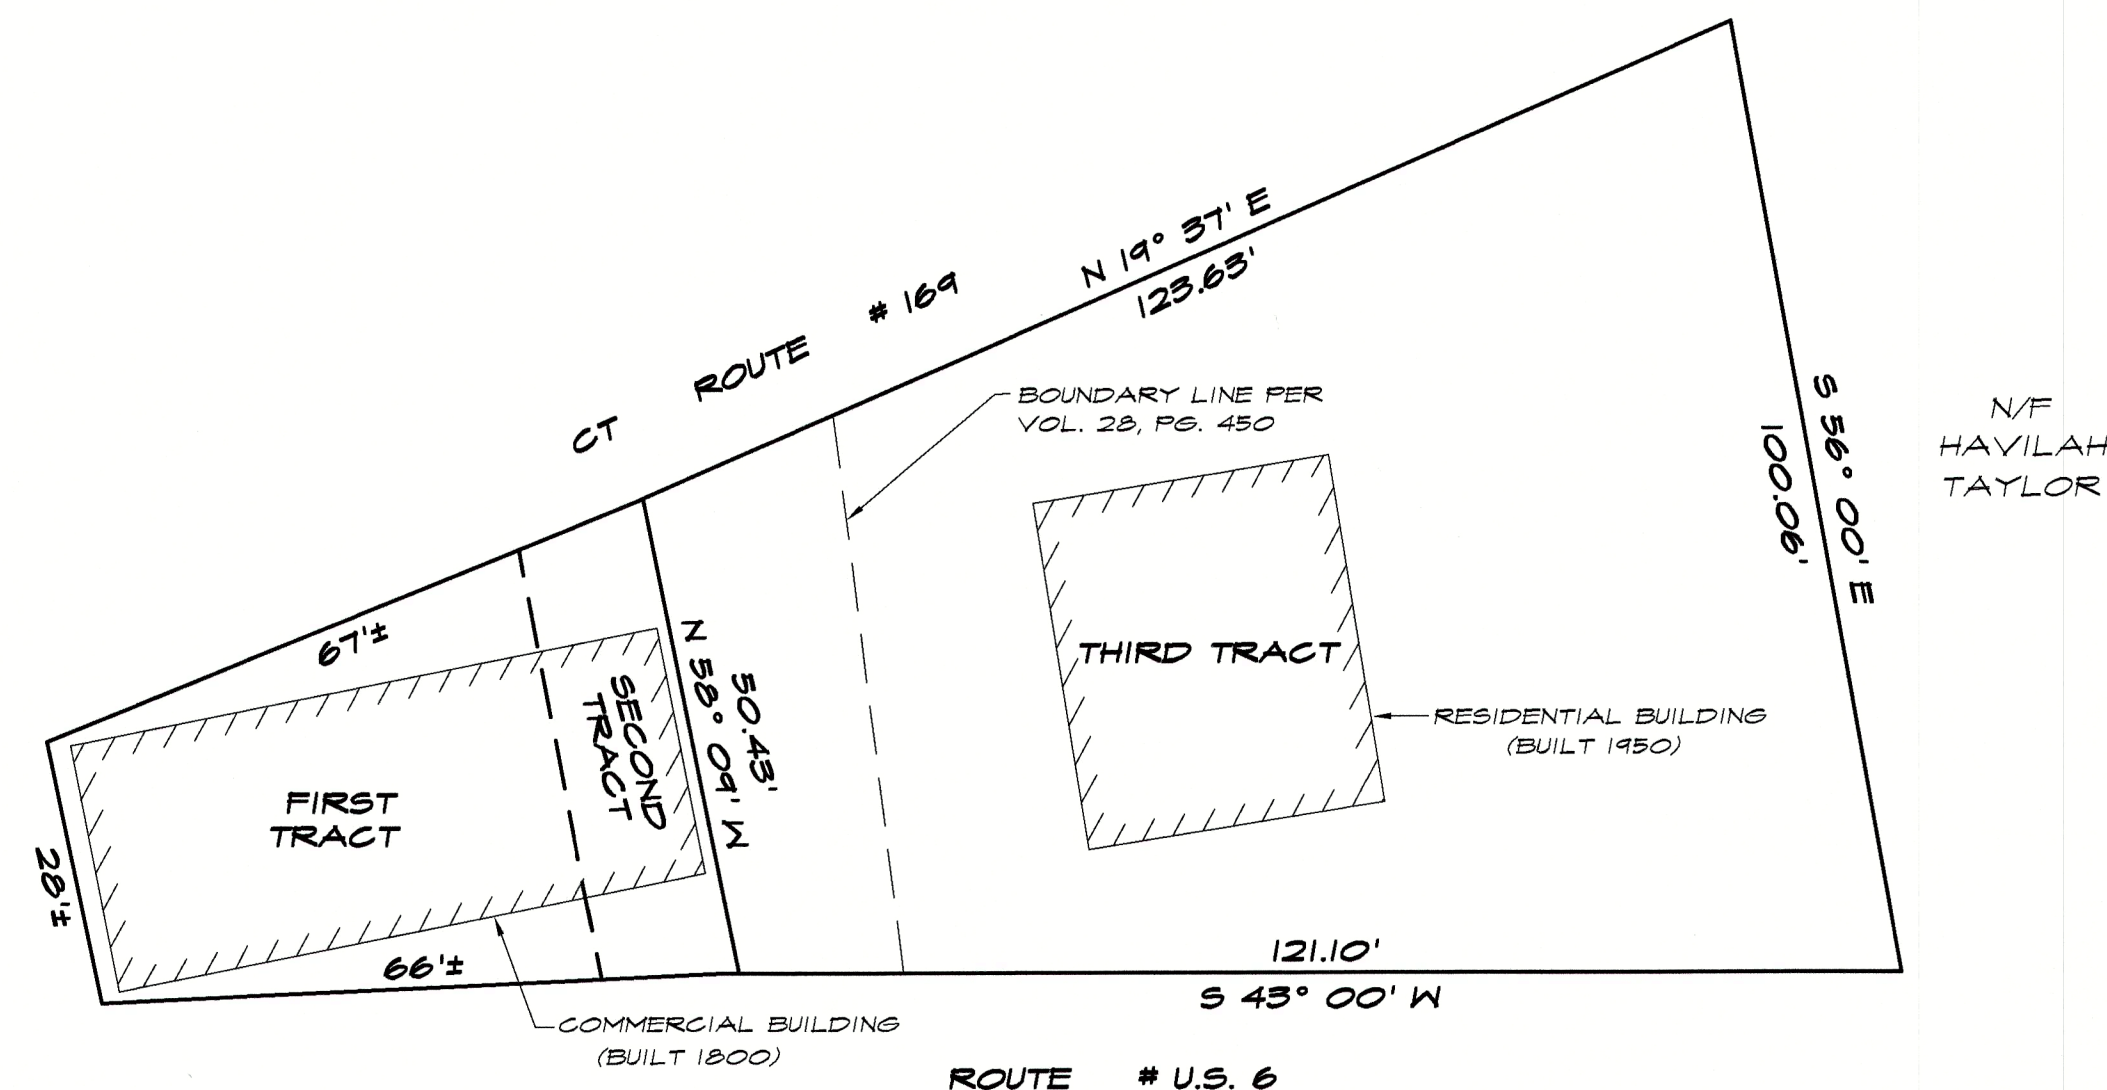 N 19° 37' E
123.63'
CT ROUTE # 169
BOUNDARY LINE PER
VOL. 28, PG. 450
S 56° 00' E
100.06'
N/F
HAVILAH
TAYLOR
67'±
N 58° 09' W
50.43'
SECOND
TRACT
THIRD TRACT
RESIDENTIAL BUILDING
(BUILT 1950)
FIRST
TRACT
28'±
66'±
121.10'
S 43° 00' W
COMMERCIAL BUILDING
(BUILT 1800)
ROUTE # U.S. 6